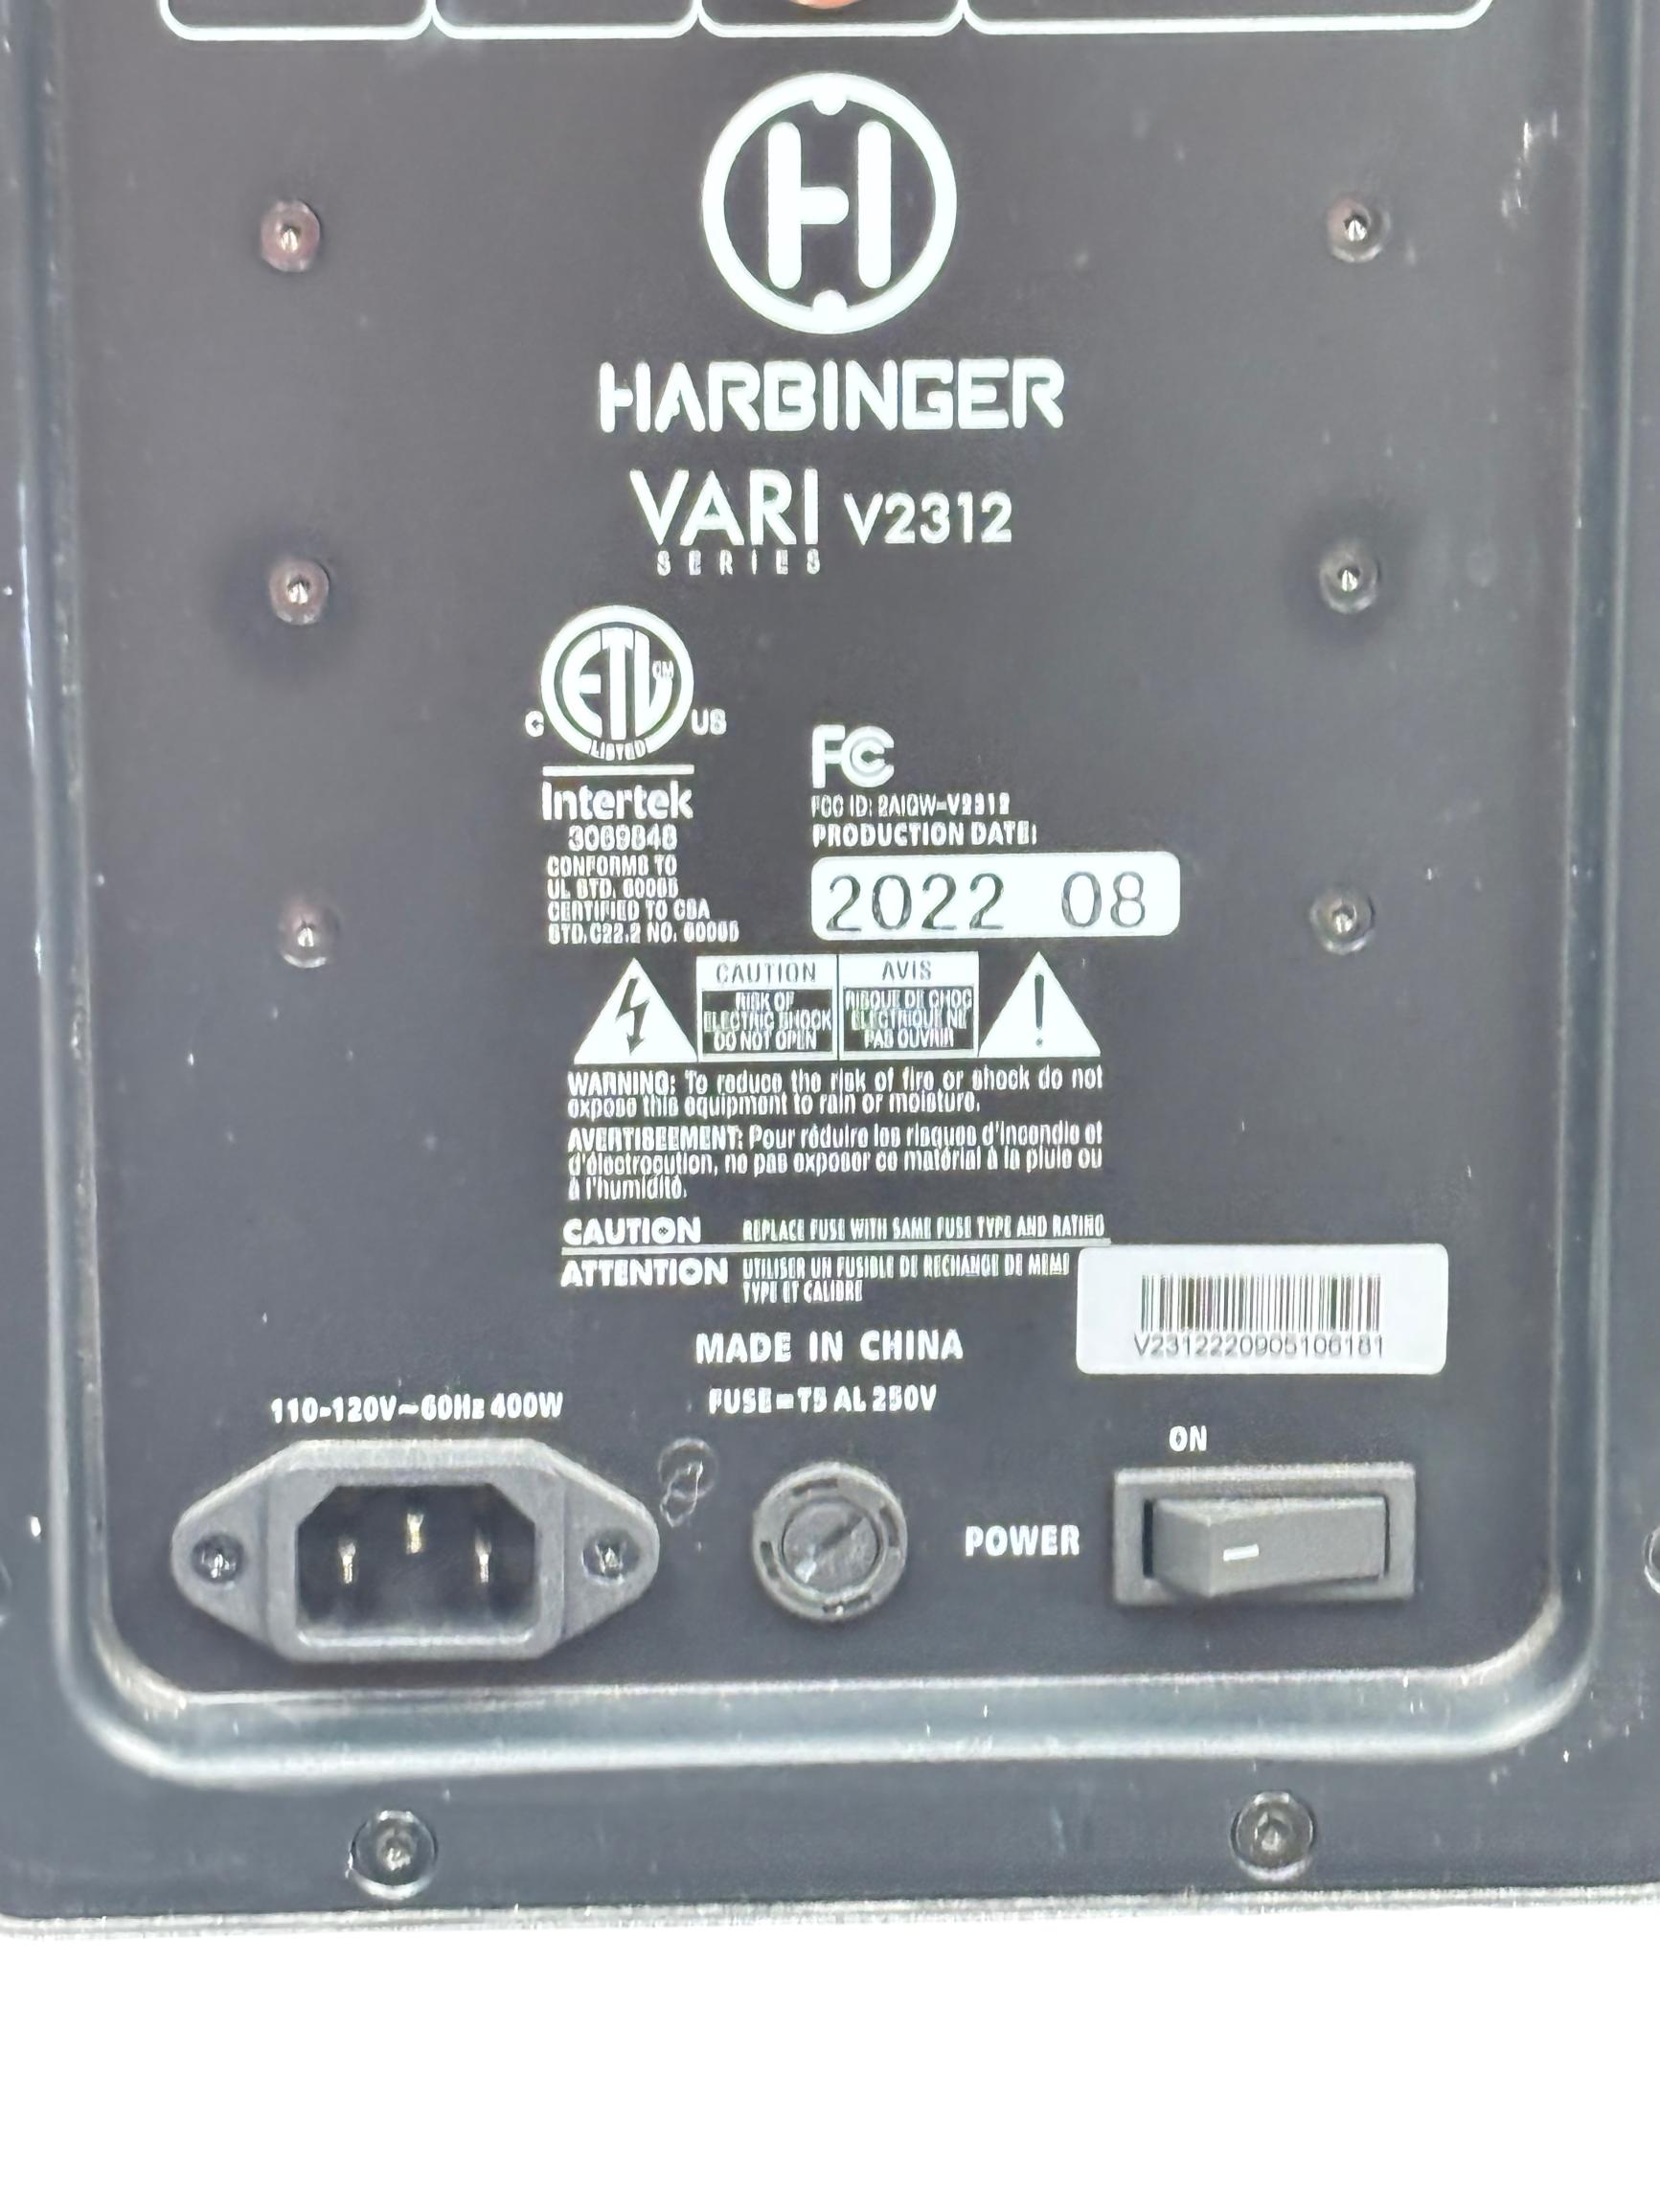 H
HARBINGER
VARI V2312
SERIES
ETL CM
C US
LISTED
Intertek
3069848
CONFORMS TO
UL STD. 60065
CERTIFIED TO CSA
STD.C22.2 NO. 60065
FC
FCC ID: 2AIQW-V2312
PRODUCTION DATE:
2022 08
CAUTION
RISK OF
ELECTRIC SHOCK
DO NOT OPEN
AVIS
RISQUE DE CHOC
ELECTRIQUE NE
PAS OUVRIR
WARNING: To reduce the risk of fire or shock do not
expose this equipment to rain or moisture.
AVERTISEEMENT: Pour réduire les risques d'incendie et
d'électrocution, ne pas exposer ce matérial à la pluie ou
à l'humidité.
CAUTION REPLACE FUSE WITH SAME FUSE TYPE AND RATING
ATTENTION UTILISER UN FUSIBLE DE RECHANGE DE MEME
TYPE ET CALIBRE
V2312220905106181
MADE IN CHINA
FUSE=T5 AL 250V
110-120V~60Hz 400W
ON
POWER